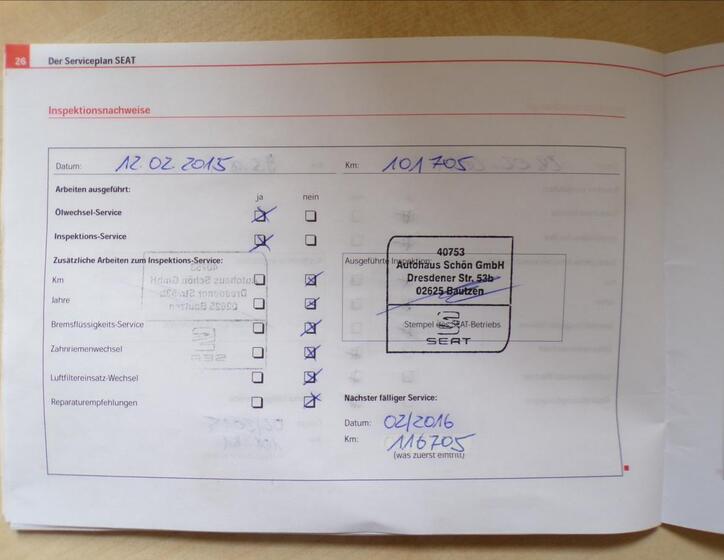 26 Der Serviceplan SEAT
Inspektionsnachweise
Datum: 12.02.2015 Km: 101705
Arbeiten ausgeführt:
ja nein
Ölwechsel-Service
Inspektions-Service
Zusätzliche Arbeiten zum Inspektions-Service:
Ausgeführte Inspektion:
40753
Autohaus Schön GmbH
Dresdener Str. 53b
02625 Bautzen
Stempel des SEAT-Betriebs
SEAT
Km
Jahre
Bremsflüssigkeits-Service
Zahnriemenwechsel
Luftfiltereinsatz-Wechsel
Reparaturempfehlungen
Nächster fälliger Service:
Datum: 02/2016
Km: 116705
(was zuerst eintritt)